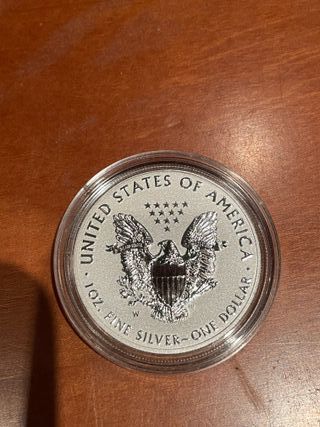 UNITED STATES OF AMERICA
1 OZ. FINE SILVER~ONE DOLLAR
W